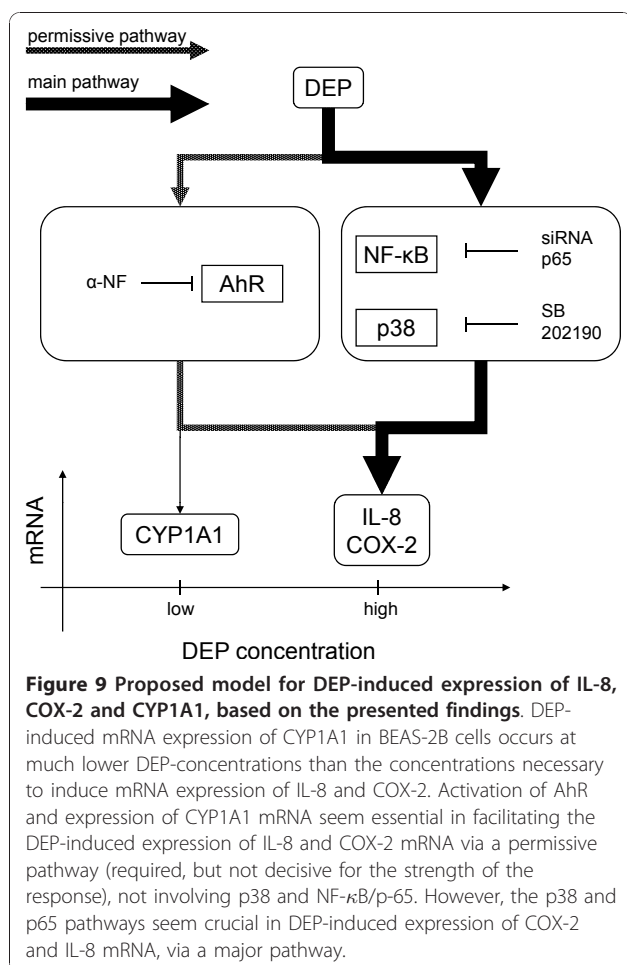 permissive pathway
main pathway
DEP
α-NF
AhR
NF-κB
siRNA
p65
p38
SB
202190
mRNA
CYP1A1
IL-8
COX-2
low
high
DEP concentration
Figure 9 Proposed model for DEP-induced expression of IL-8,
COX-2 and CYP1A1, based on the presented findings. DEP-
induced mRNA expression of CYP1A1 in BEAS-2B cells occurs at
much lower DEP-concentrations than the concentrations necessary
to induce mRNA expression of IL-8 and COX-2. Activation of AhR
and expression of CYP1A1 mRNA seem essential in facilitating the
DEP-induced expression of IL-8 and COX-2 mRNA via a permissive
pathway (required, but not decisive for the strength of the
response), not involving p38 and NF-κB/p-65. However, the p38 and
p65 pathways seem crucial in DEP-induced expression of COX-2
and IL-8 mRNA, via a major pathway.